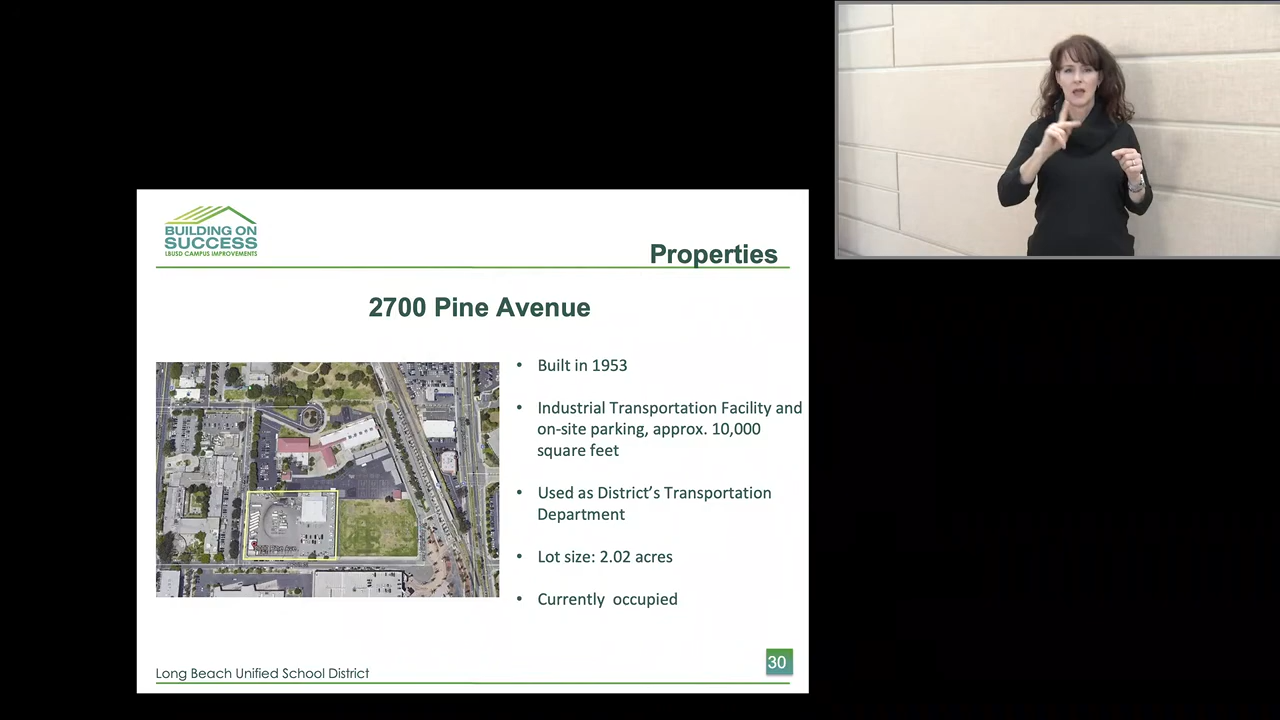 BUILDING ON
SUCCESS
LBUSD CAMPUS IMPROVEMENTS
Properties
2700 Pine Avenue
• Built in 1953
• Industrial Transportation Facility and
on-site parking, approx. 10,000
square feet
• Used as District’s Transportation
Department
• Lot size: 2.02 acres
• Currently occupied
Pine Ave
Long Beach Unified School District
30